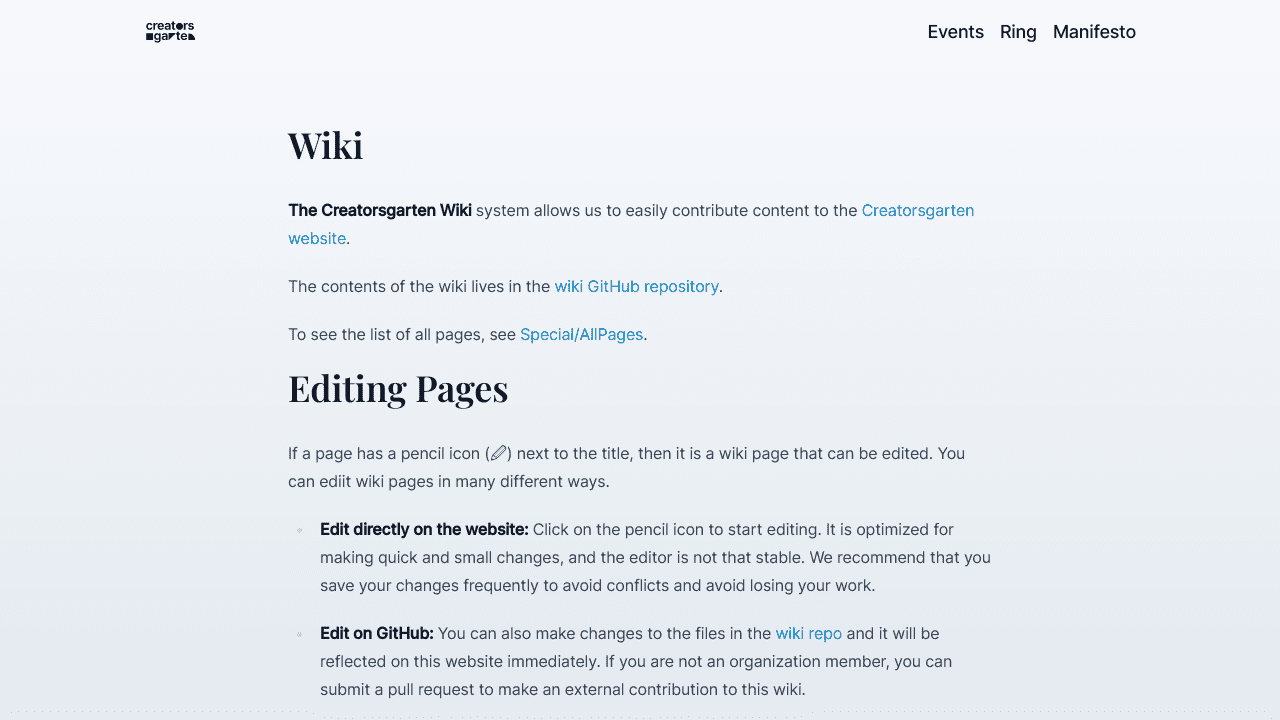 creators
garten
Events Ring Manifesto
Wiki
The Creatorsgarten Wiki system allows us to easily contribute content to the Creatorsgarten
website.
The contents of the wiki lives in the wiki GitHub repository.
To see the list of all pages, see Special/AllPages.
Editing Pages
If a page has a pencil icon (🖉) next to the title, then it is a wiki page that can be edited. You
can ediit wiki pages in many different ways.
Edit directly on the website: Click on the pencil icon to start editing. It is optimized for
making quick and small changes, and the editor is not that stable. We recommend that you
save your changes frequently to avoid conflicts and avoid losing your work.
Edit on GitHub: You can also make changes to the files in the wiki repo and it will be
reflected on this website immediately. If you are not an organization member, you can
submit a pull request to make an external contribution to this wiki.